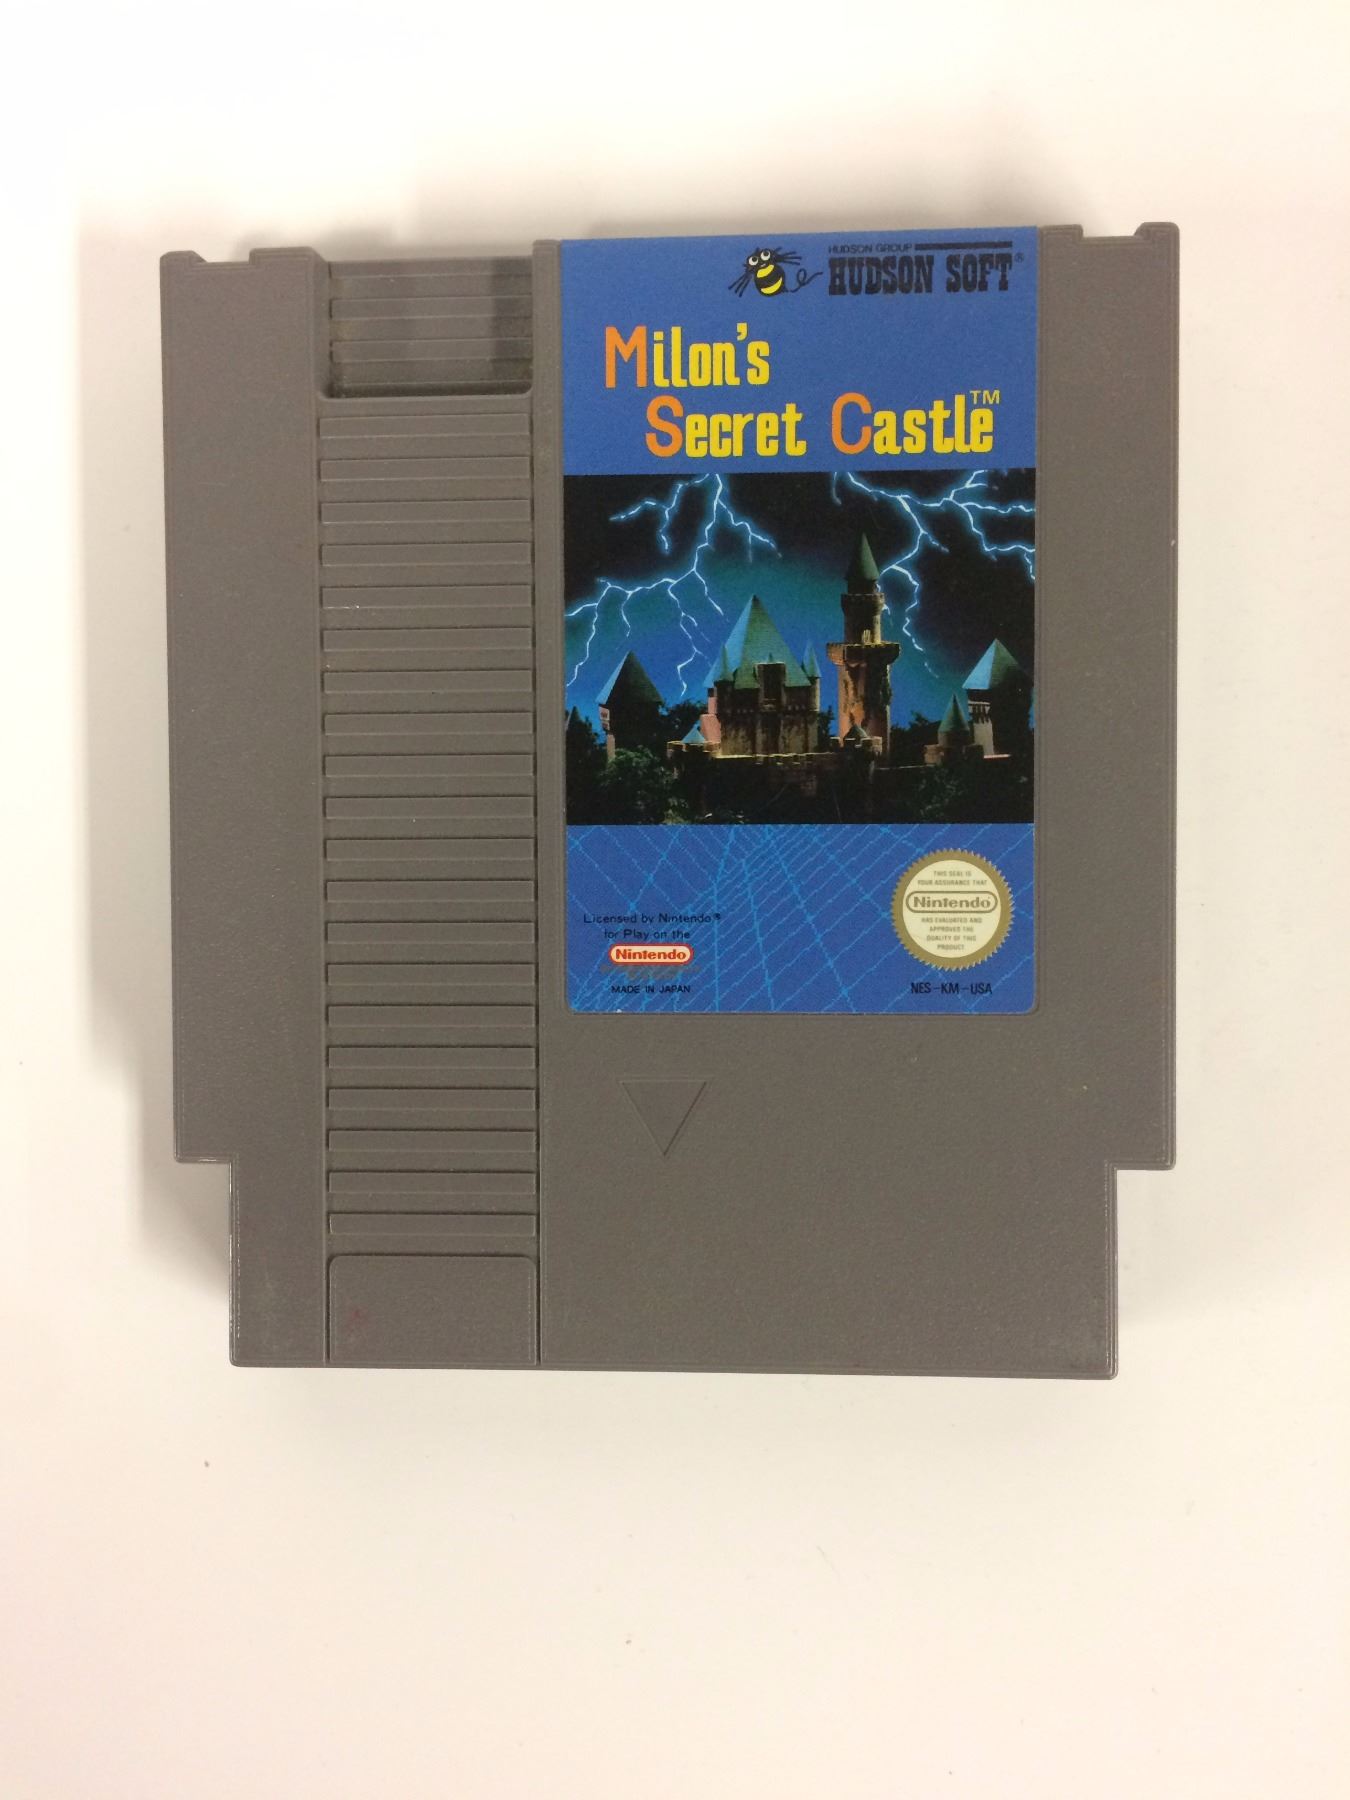 HUDSON GROUP
HUDSON SOFT®
Milon's
Secret Castle™
THIS SEAL IS
YOUR ASSURANCE THAT
Nintendo
HAS EVALUATED AND
APPROVED THE
QUALITY OF THIS
PRODUCT
Licensed by Nintendo®
for Play on the
Nintendo
MADE IN JAPAN
NES-KM-USA